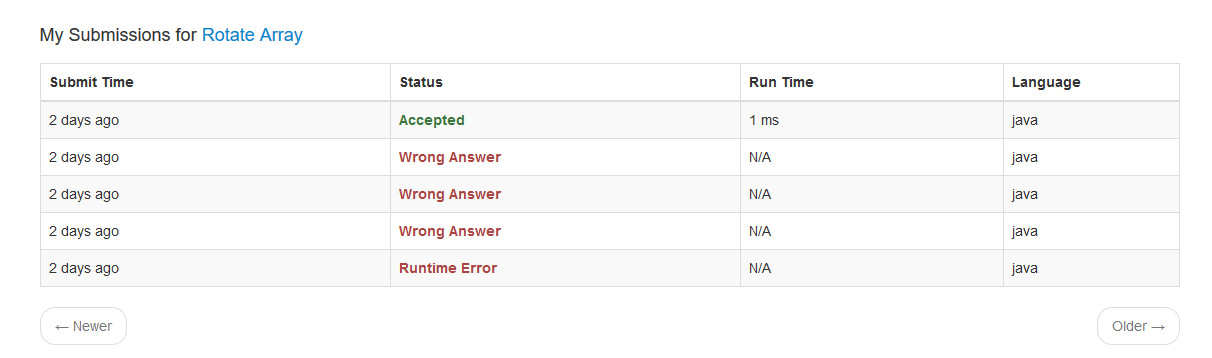 My Submissions for Rotate Array
Submit Time Status Run Time Language
2 days ago Accepted 1 ms java
2 days ago Wrong Answer N/A java
2 days ago Wrong Answer N/A java
2 days ago Wrong Answer N/A java
2 days ago Runtime Error N/A java
← Newer Older →